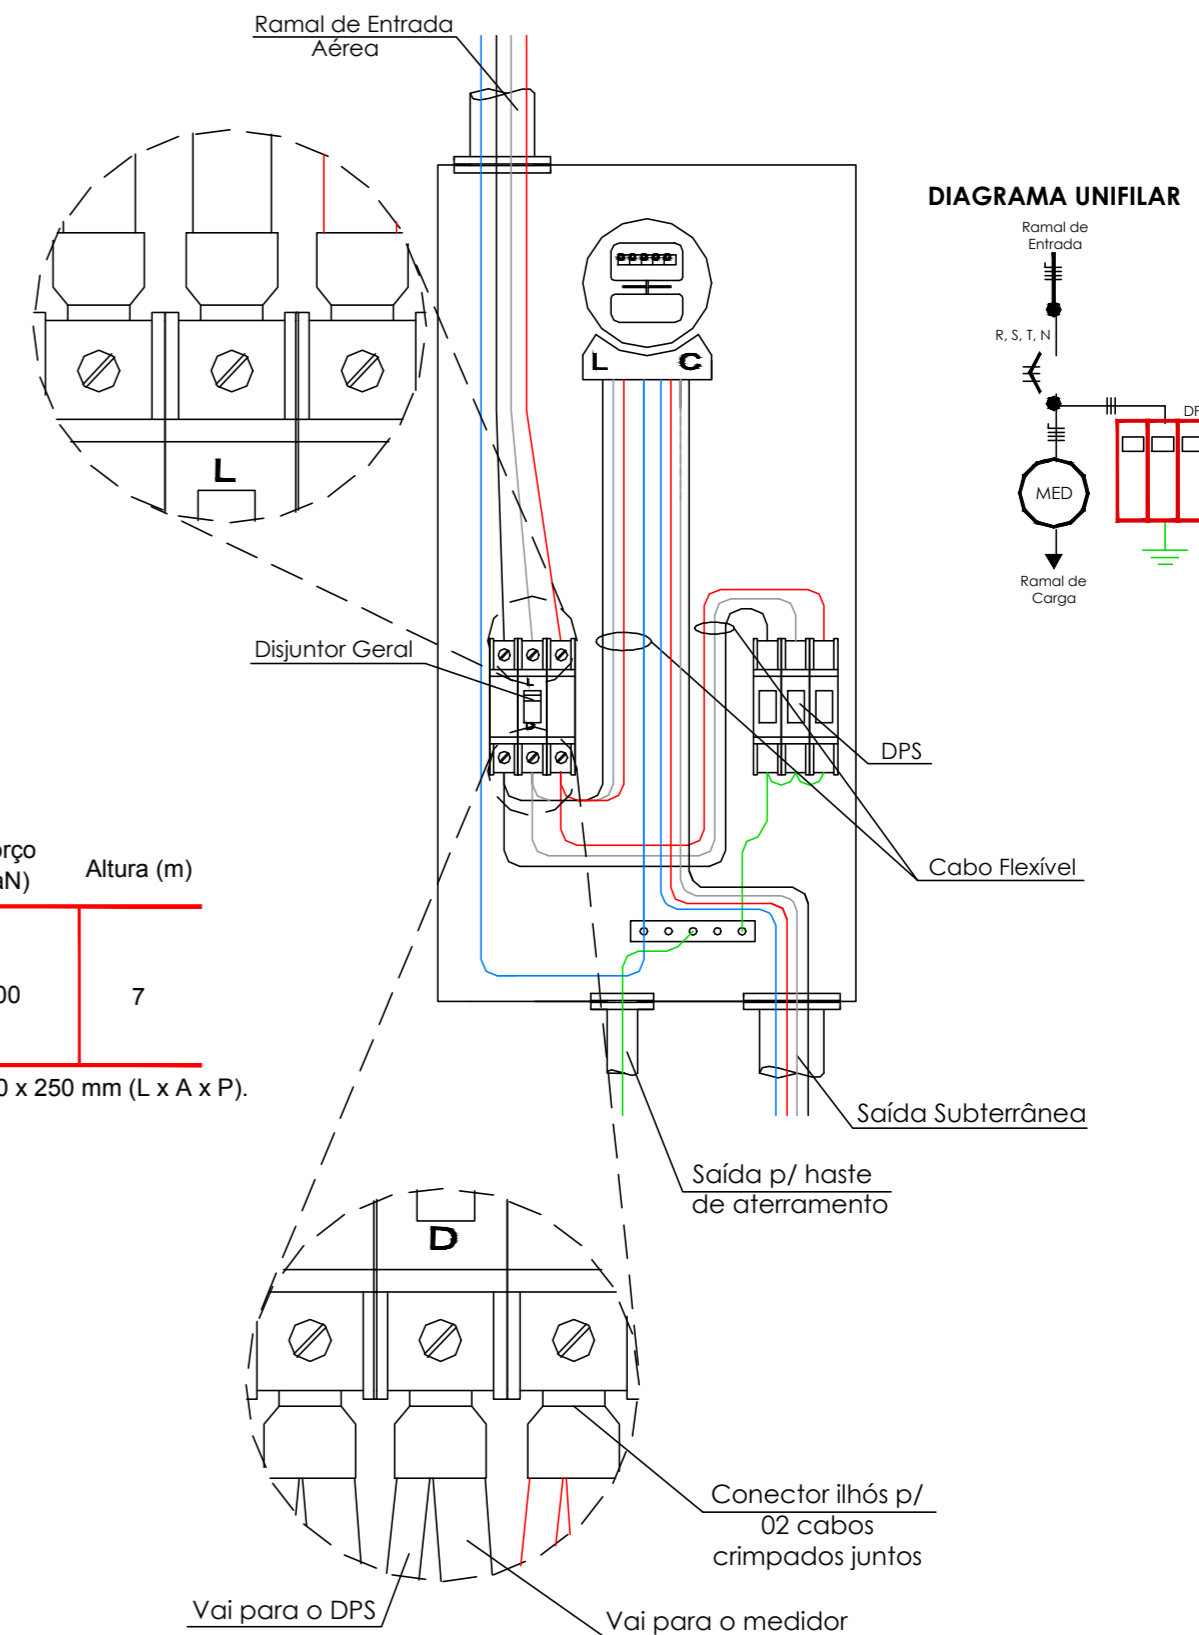 Ramal de Entrada
Aérea
DIAGRAMA UNIFILAR
Ramal de
Entrada
R, S, T, N
MED
Ramal de
Carga
L C
L
L
D
Disjuntor Geral
DPS
Cabo Flexível
Altura (m)
7
0 x 250 mm (L x A x P).
Saída Subterrânea
Saída p/ haste
de aterramento
D
Conector ilhós p/
02 cabos
crimpados juntos
Vai para o DPS
Vai para o medidor